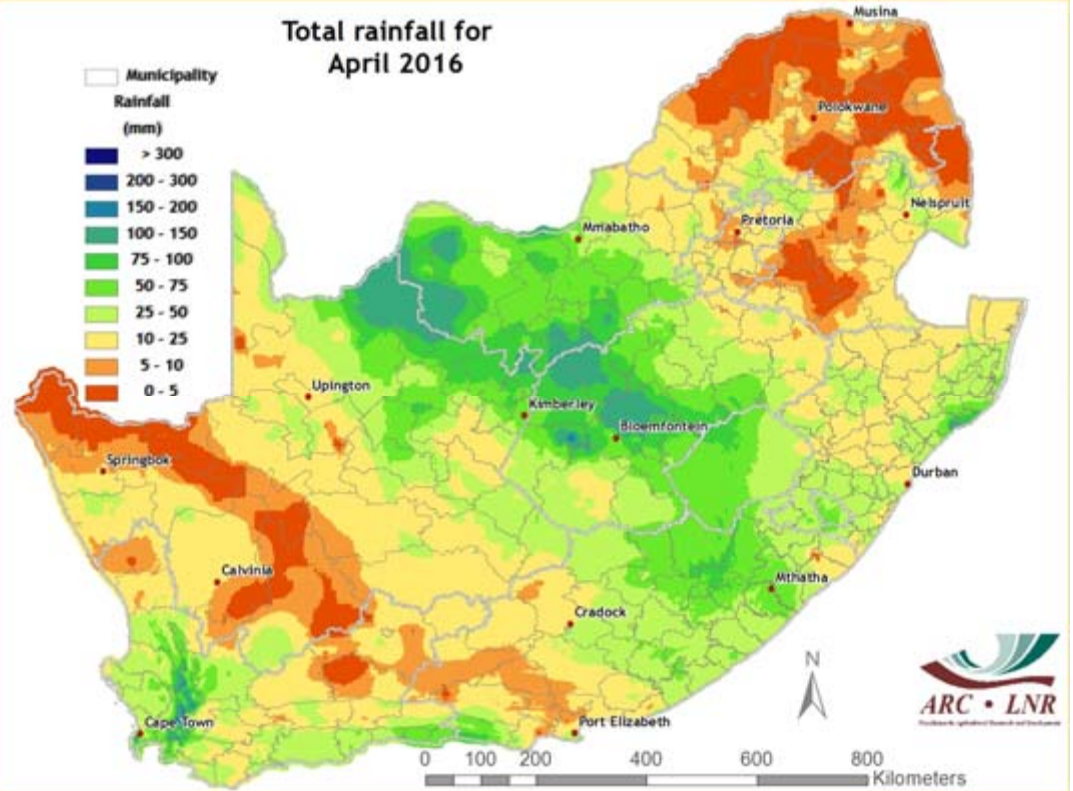 Total rainfall for
April 2016
Municipality
Rainfall
(mm)
> 300
200 - 300
150 - 200
100 - 150
75 - 100
50 - 75
25 - 50
10 - 25
5 - 10
0 - 5
Musina
Polokwane
Nelspruit
Pretoria
Mmabatho
Upington
Kimberley
Bloemfontein
Springbok
Durban
Calvinia
Mthatha
Cradock
Cape Town
Port Elizabeth
N
ARC • LNR
0 100 200 400 600 800
Kilometers